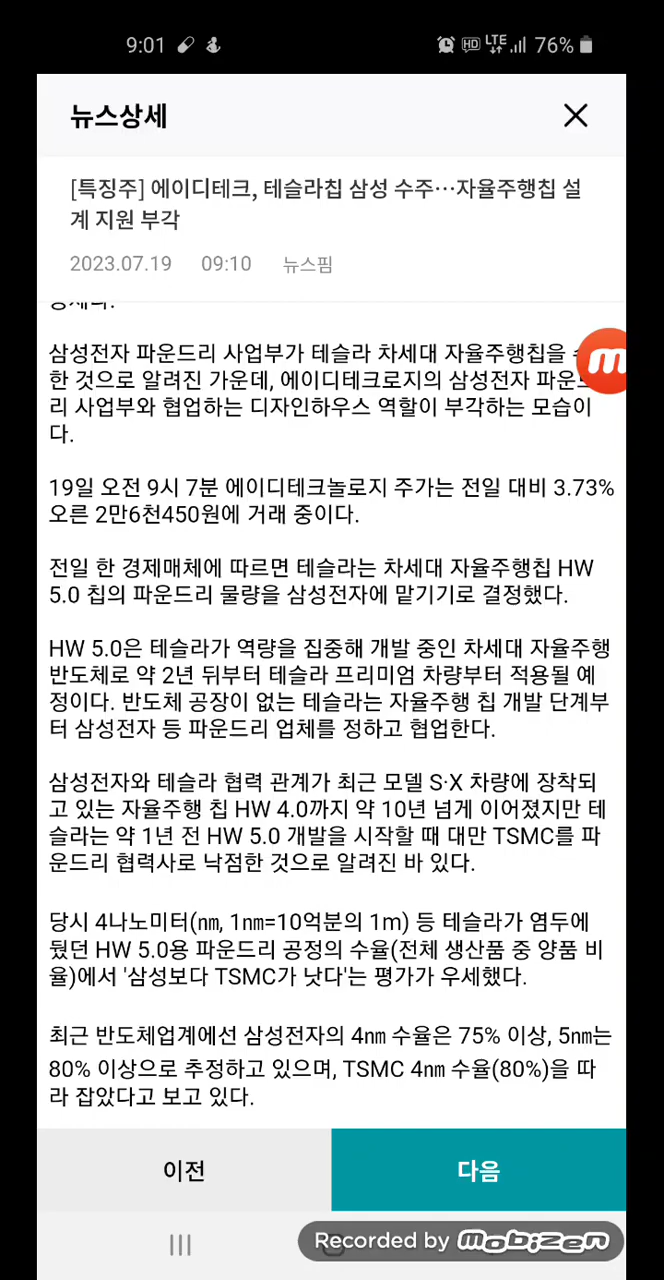 9:01
HD LTE 76%
뉴스상세
[특징주] 에이디테크, 테슬라칩 삼성 수주…자율주행칩 설
계 지원 부각
2023.07.19 09:10 뉴스핌
삼성전자 파운드리 사업부가 테슬라 차세대 자율주행칩을
한 것으로 알려진 가운데, 에이디테크로지의 삼성전자 파운드
리 사업부와 협업하는 디자인하우스 역할이 부각하는 모습이
다.
19일 오전 9시 7분 에이디테크놀로지 주가는 전일 대비 3.73%
오른 2만6천450원에 거래 중이다.
전일 한 경제매체에 따르면 테슬라는 차세대 자율주행칩 HW
5.0 칩의 파운드리 물량을 삼성전자에 맡기기로 결정했다.
HW 5.0은 테슬라가 역량을 집중해 개발 중인 차세대 자율주행
반도체로 약 2년 뒤부터 테슬라 프리미엄 차량부터 적용될 예
정이다. 반도체 공장이 없는 테슬라는 자율주행 칩 개발 단계부
터 삼성전자 등 파운드리 업체를 정하고 협업한다.
삼성전자와 테슬라 협력 관계가 최근 모델 S·X 차량에 장착되
고 있는 자율주행 칩 HW 4.0까지 약 10년 넘게 이어졌지만 테
슬라는 약 1년 전 HW 5.0 개발을 시작할 때 대만 TSMC를 파
운드리 협력사로 낙점한 것으로 알려진 바 있다.
당시 4나노미터(㎚, 1㎚=10억분의 1m) 등 테슬라가 염두에
뒀던 HW 5.0용 파운드리 공정의 수율(전체 생산품 중 양품 비
율)에서 '삼성보다 TSMC가 낫다'는 평가가 우세했다.
최근 반도체업계에선 삼성전자의 4㎚ 수율은 75% 이상, 5㎚는
80% 이상으로 추정하고 있으며, TSMC 4㎚ 수율(80%)을 따
라 잡았다고 보고 있다.
이전 다음
Recorded by mobizen